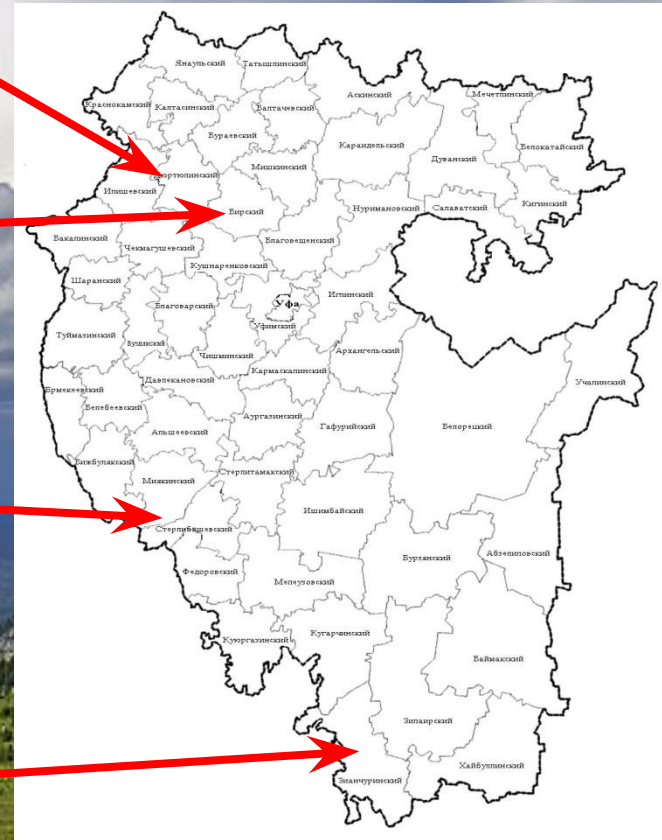 Янаульский
Татышлинский
Краснокамский
Калтасинский
Балтачевский
Аскинский
Мечетлинский
Бураевский
Караидельский
Белокатайский
Мишкинский
Дуванский
Илишевский
Бирский
Нуримановский
Салаватский
Кигинский
Бакалинский
Чекмагушевский
Благовещенский
Кушнаренковский
Шаранский
Благоварский
Уфа
Иглинский
Туймазинский
Буздякский
Уфимский
Чишминский
Архангельский
Ермекеевский
Давлекановский
Кармаскалинский
Учалинский
Белебеевский
Аургазинский
Гафурийский
Белорецкий
Альшеевский
Бижбулякский
Миякинский
Стерлитамакский
Ишимбайский
Стерлибашевский
Бурзянский
Абзелиловский
Федоровский
Мелеузовский
Куюргазинский
Кугарчинский
Баймакский
Зилаирский
Хайбуллинский
Зианчуринский